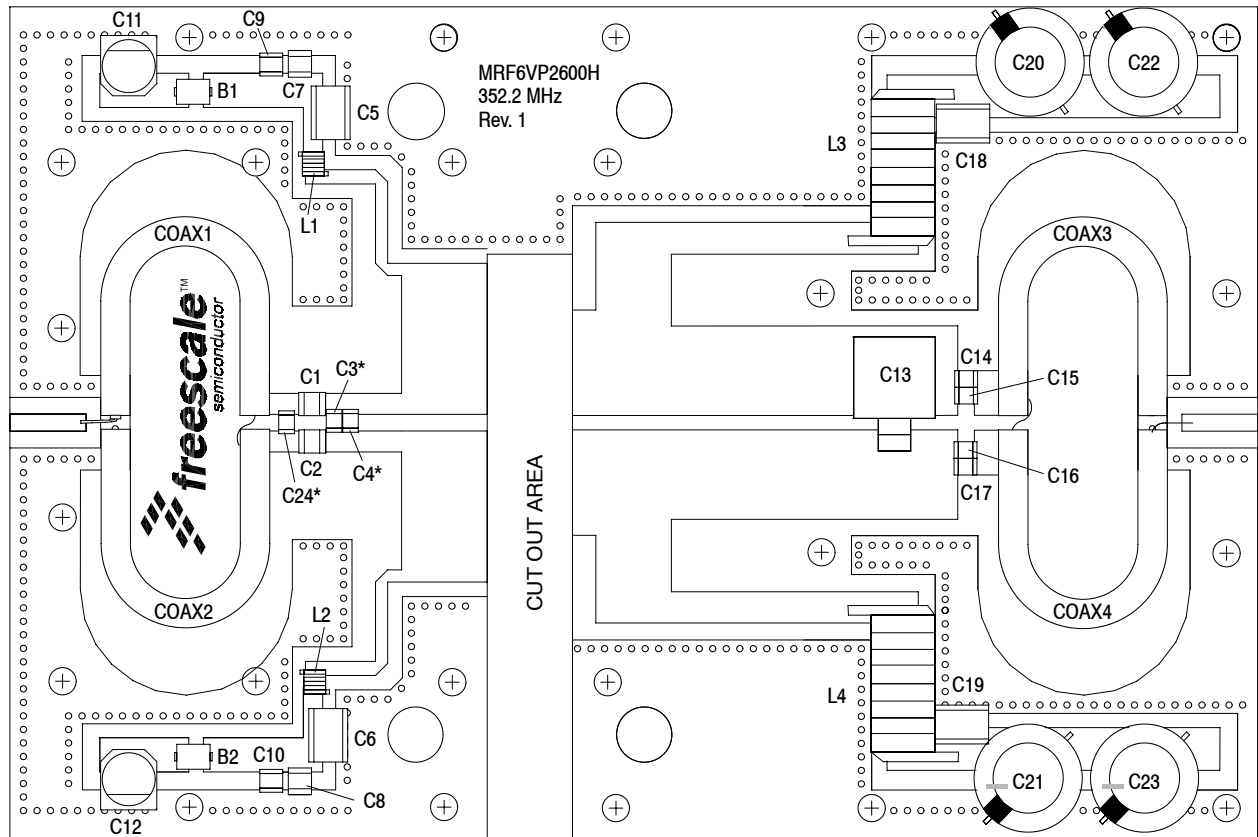 C11
C9
B1
C7
C5
MRF6VP2600H
352.2 MHz
Rev. 1
C20
C22
L3
C18
L1
COAX1
COAX3
freescale™
semiconductor
C1
C3*
C13
C14
C15
C2
C4*
C24*
C16
C17
CUT OUT AREA
COAX2
COAX4
L2
L4
C19
B2
C10
C6
C8
C12
C21
C23